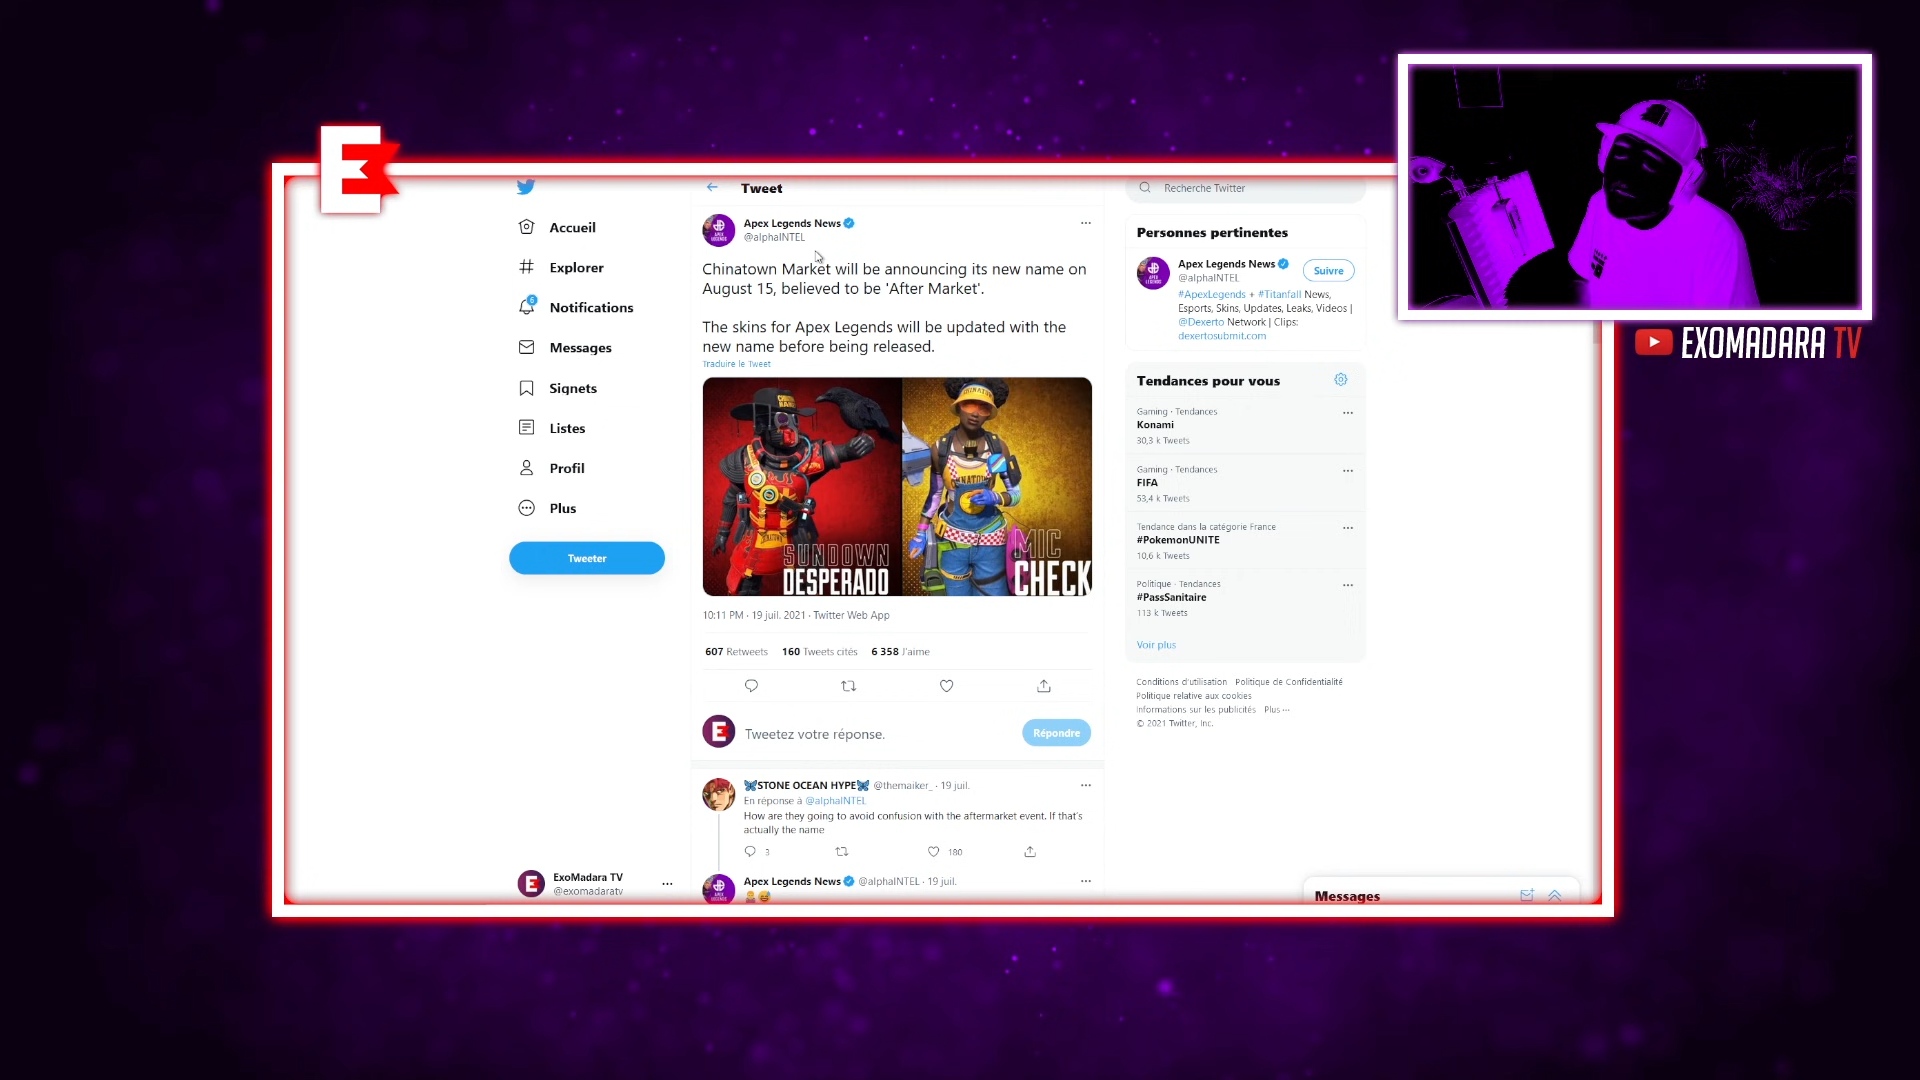 E
Tweet
Recherche Twitter
Accueil
Explorer
6
Notifications
Messages
Signets
Listes
Profil
Plus
Tweeter
Apex Legends News
@alphaINTEL
Chinatown Market will be announcing its new name on
August 15, believed to be 'After Market'.
The skins for Apex Legends will be updated with the
new name before being released.
Traduire le Tweet
SUNDOWN
DESPERADO
MIC
CHECK
10:11 PM · 19 juil. 2021 · Twitter Web App
607 Retweets 160 Tweets cités 6 358 J'aime
Tweetez votre réponse.
Répondre
STONE OCEAN HYPE @themaiker_ · 19 juil.
En réponse à @alphaINTEL
How are they going to avoid confusion with the aftermarket event. If that's
actually the name
3 180
Apex Legends News @alphaINTEL · 19 juil.
ExoMadara TV
@exomadaratv
Personnes pertinentes
Apex Legends News
@alphaINTEL
Suivre
#ApexLegends + #Titanfall News,
Esports, Skins, Updates, Leaks, Videos |
@Dexerto Network | Clips:
dexertosubmit.com
Tendances pour vous
Gaming · Tendances
Konami
30,3 k Tweets
Gaming · Tendances
FIFA
53,4 k Tweets
Tendance dans la catégorie France
#PokemonUNITE
10,6 k Tweets
Politique · Tendances
#PassSanitaire
113 k Tweets
Voir plus
Conditions d'utilisation Politique de Confidentialité
Politique relative aux cookies
Informations sur les publicités Plus ···
© 2021 Twitter, Inc.
Messages
EXOMADARA TV